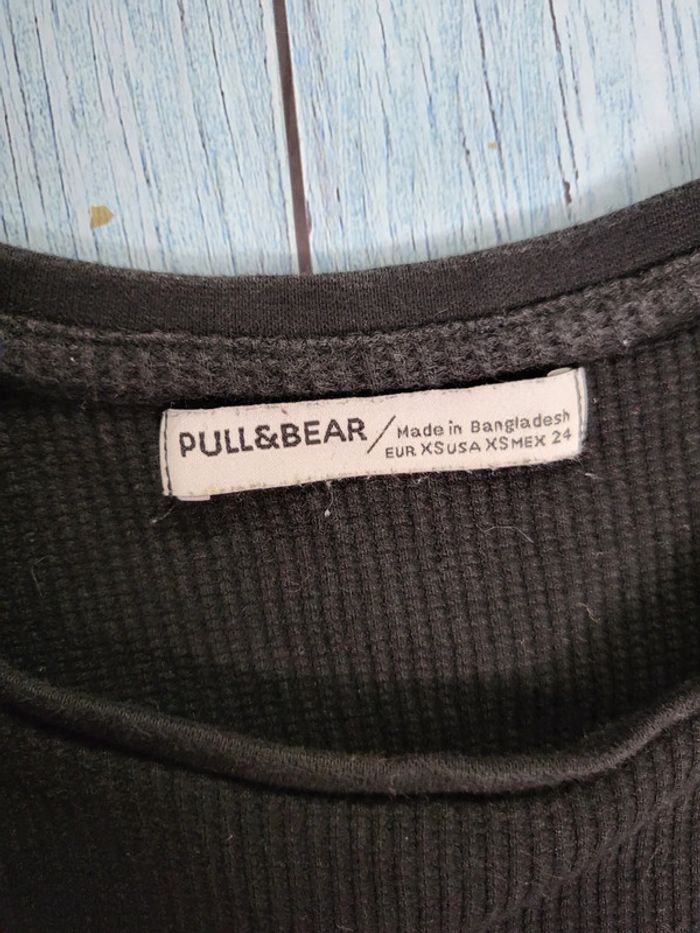 PULL&BEAR / Made in Bangladesh
EUR XS USA XS MEX 24